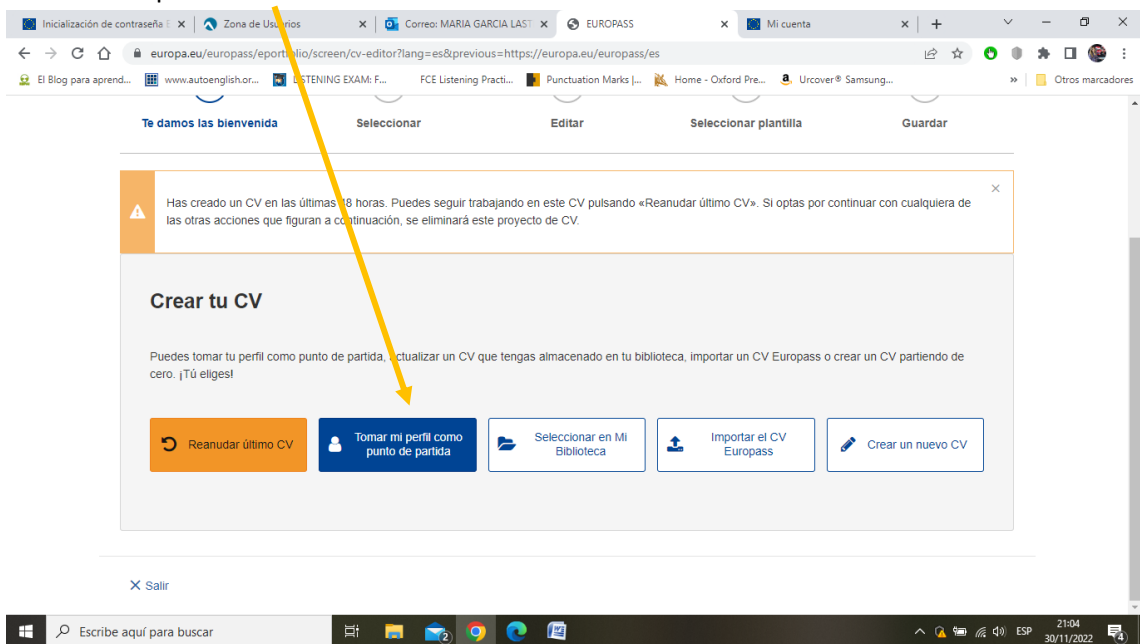 Inicialización de contraseña E
Zona de Usuarios
Correo: MARIA GARCIA LAST
EUROPASS
Mi cuenta
europa.eu/europass/eportfolio/screen/cv-editor?lang=es&previous=https://europa.eu/europass/es
El Blog para aprend...
www.autoenglish.or...
LISTENING EXAM: F...
FCE Listening Practi...
Punctuation Marks |...
Home - Oxford Pre...
Urcover® Samsung...
»
Otros marcadores
Te damos las bienvenida
Seleccionar
Editar
Seleccionar plantilla
Guardar
Has creado un CV en las últimas 48 horas. Puedes seguir trabajando en este CV pulsando «Reanudar último CV». Si optas por continuar con cualquiera de
las otras acciones que figuran a continuación, se eliminará este proyecto de CV.
Crear tu CV
Puedes tomar tu perfil como punto de partida, actualizar un CV que tengas almacenado en tu biblioteca, importar un CV Europass o crear un CV partiendo de
cero. ¡Tú eliges!
Reanudar último CV
Tomar mi perfil como
punto de partida
Seleccionar en Mi
Biblioteca
Importar el CV
Europass
Crear un nuevo CV
Salir
Escribe aquí para buscar
2
ESP
21:04
30/11/2022
4